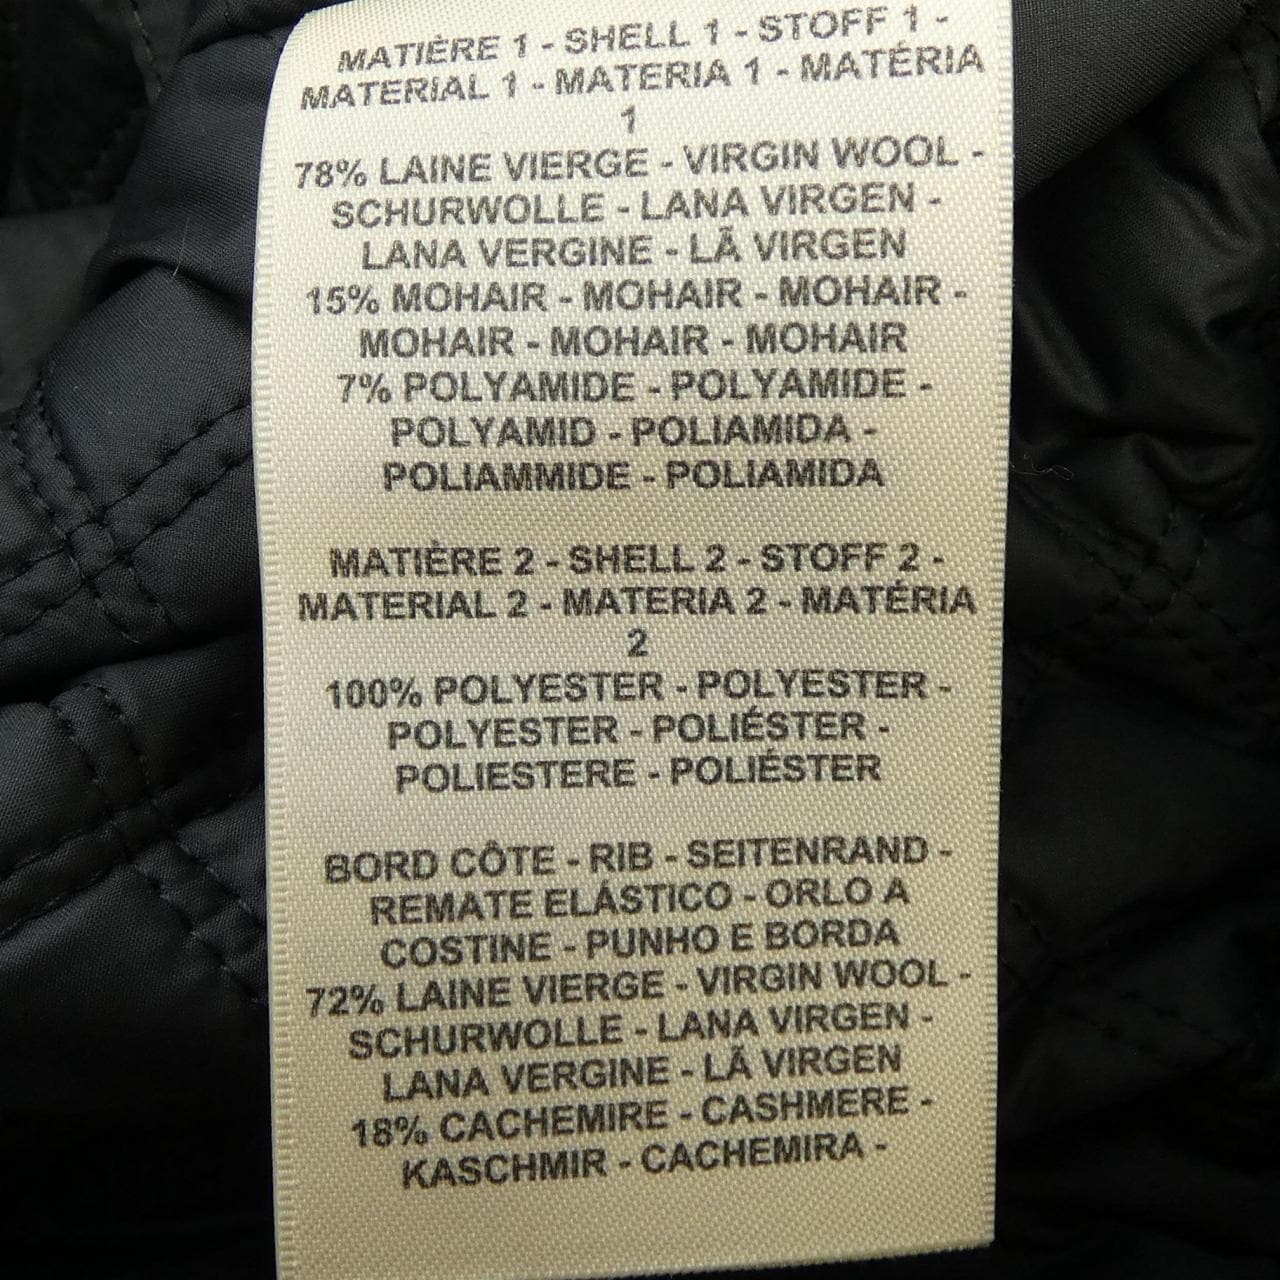 MATIÈRE 1 - SHELL 1 - STOFF 1 -
MATERIAL 1 - MATERIA 1 - MATÉRIA
1
78% LAINE VIERGE - VIRGIN WOOL -
SCHURWOLLE - LANA VIRGEN -
LANA VERGINE - LÃ VIRGEN
15% MOHAIR - MOHAIR - MOHAIR -
MOHAIR - MOHAIR - MOHAIR
7% POLYAMIDE - POLYAMIDE -
POLYAMID - POLIAMIDA -
POLIAMMIDE - POLIAMIDA
MATIÈRE 2 - SHELL 2 - STOFF 2 -
MATERIAL 2 - MATERIA 2 - MATÉRIA
2
100% POLYESTER - POLYESTER -
POLYESTER - POLIÉSTER -
POLIESTERE - POLIÉSTER
BORD CÔTE - RIB - SEITENRAND -
REMATE ELÁSTICO - ORLO A
COSTINE - PUNHO E BORDA
72% LAINE VIERGE - VIRGIN WOOL -
SCHURWOLLE - LANA VIRGEN -
LANA VERGINE - LÃ VIRGEN
18% CACHEMIRE - CASHMERE -
KASCHMIR - CACHEMIRA -